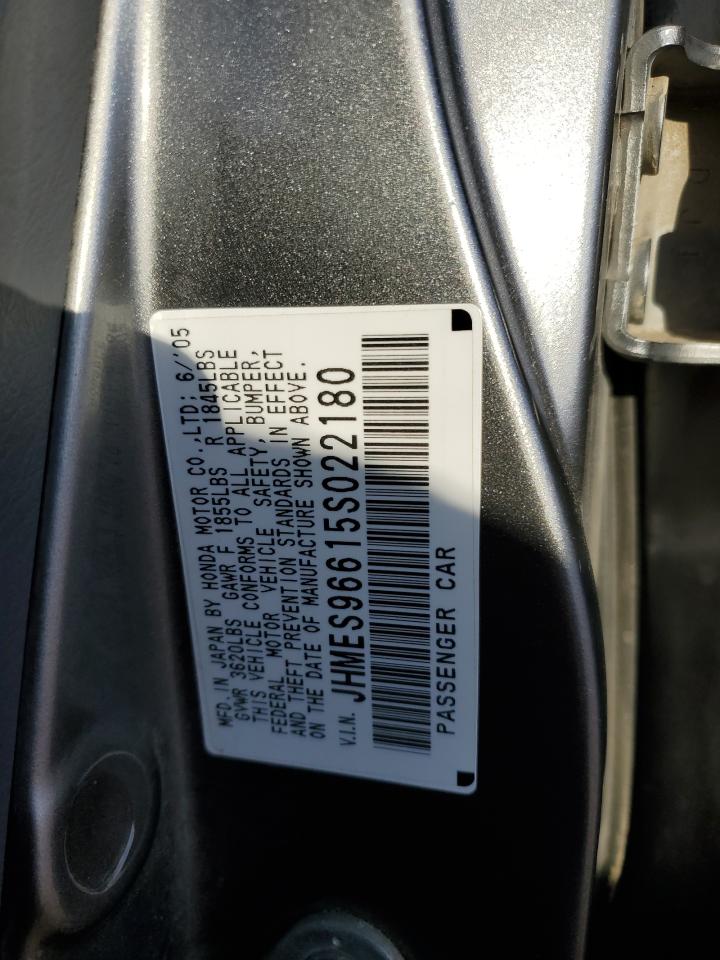 MFD. IN JAPAN BY HONDA MOTOR CO.,LTD; 6/'05
GVWR 3620LBS GAWR F 1855LBS R 1845LBS
THIS VEHICLE CONFORMS TO ALL APPLICABLE
FEDERAL MOTOR VEHICLE SAFETY, BUMPER,
AND THEFT PREVENTION STANDARDS IN EFFECT
ON THE DATE OF MANUFACTURE SHOWN ABOVE.
V.I.N. JHMES96615S022180
PASSENGER CAR